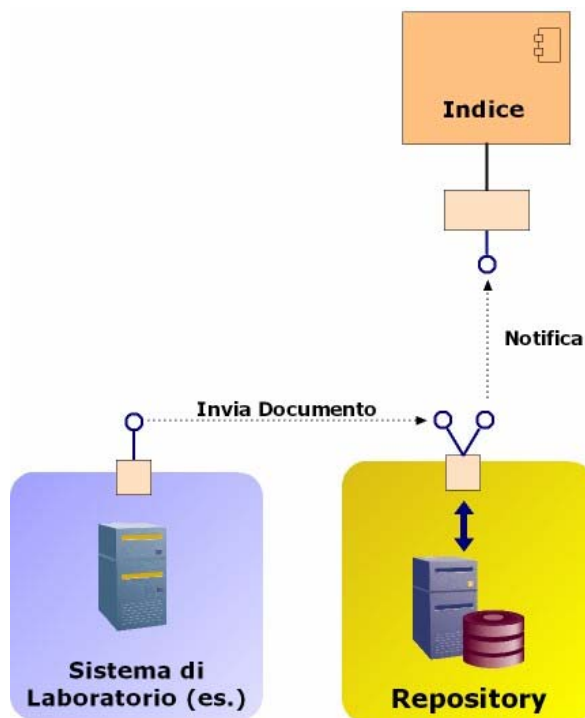 Indice
Notifica
Invia Documento
Sistema di
Laboratorio (es.)
Repository